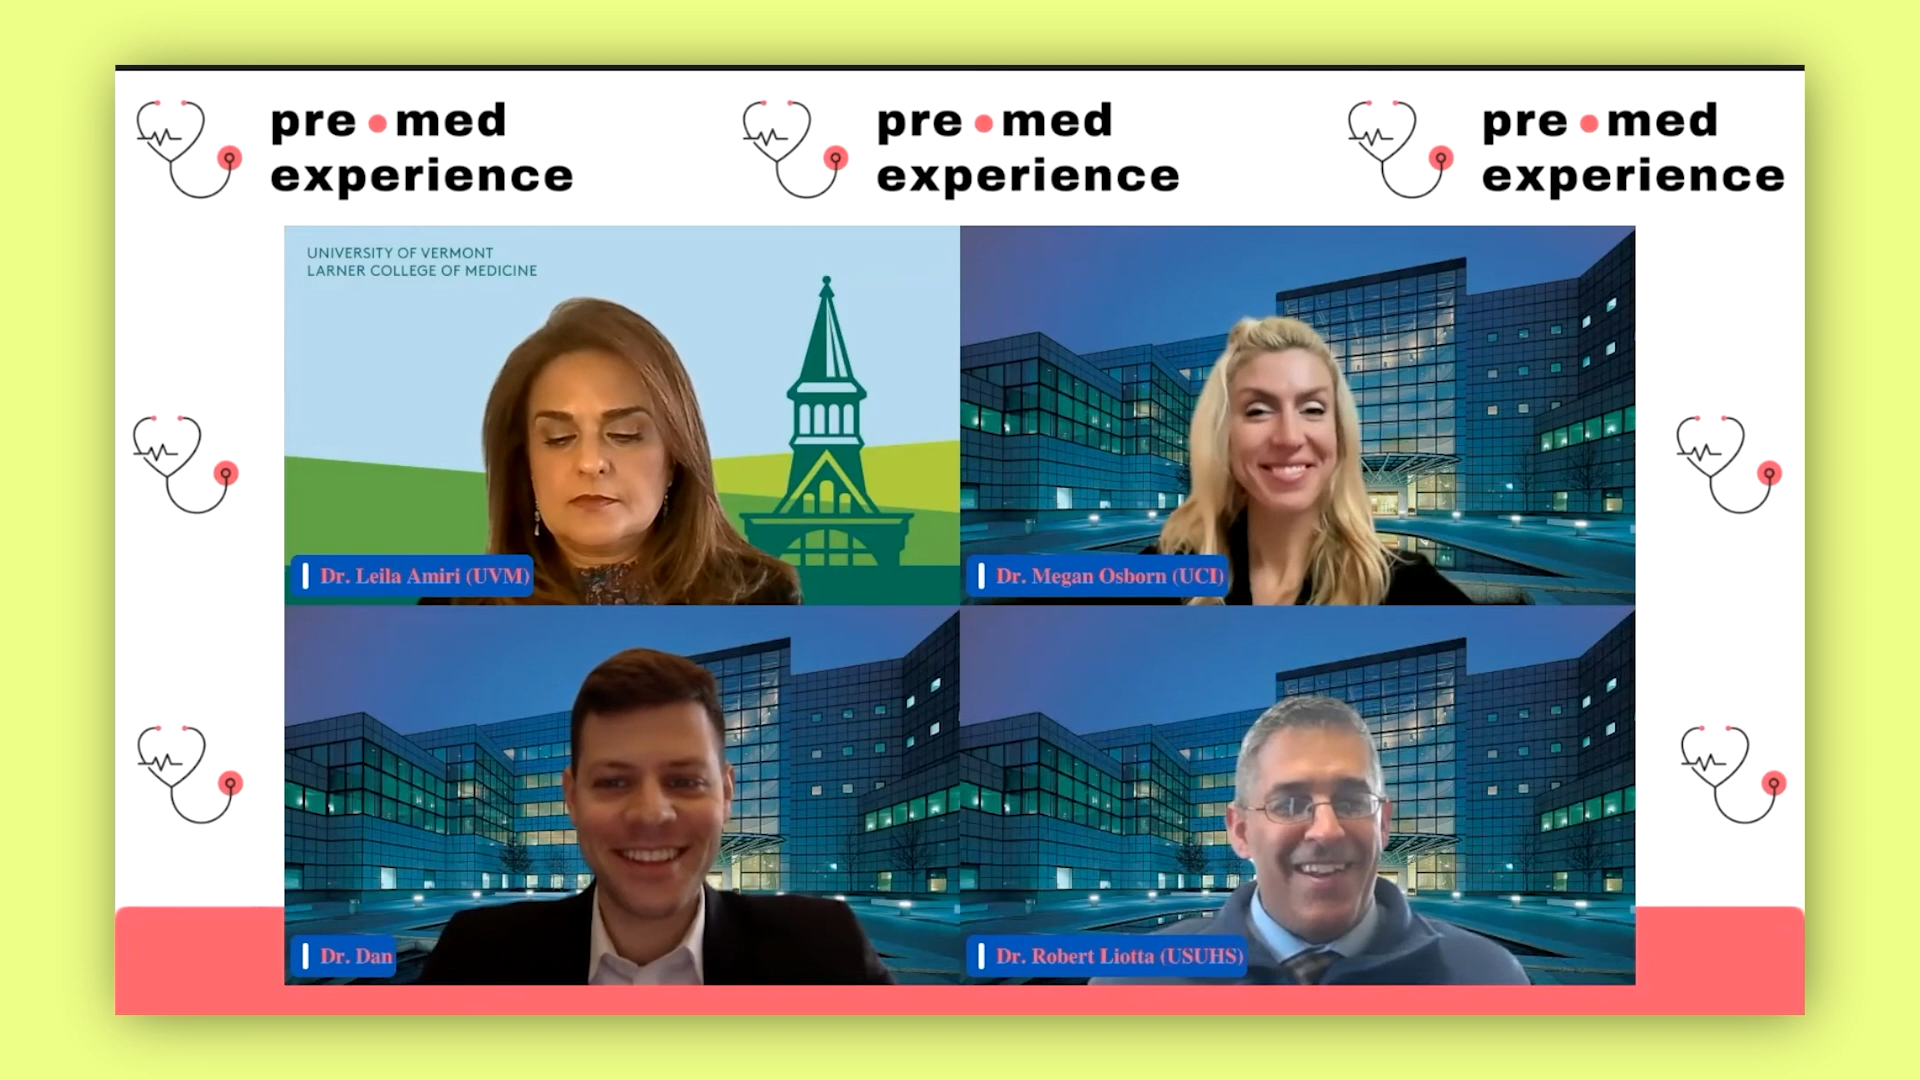 pre med
experience
pre med
experience
pre med
experience
UNIVERSITY OF VERMONT
LARNER COLLEGE OF MEDICINE
Dr. Leila Amiri (UVM)
Dr. Megan Osborn (UCI)
Dr. Dan
Dr. Robert Liotta (USUHS)